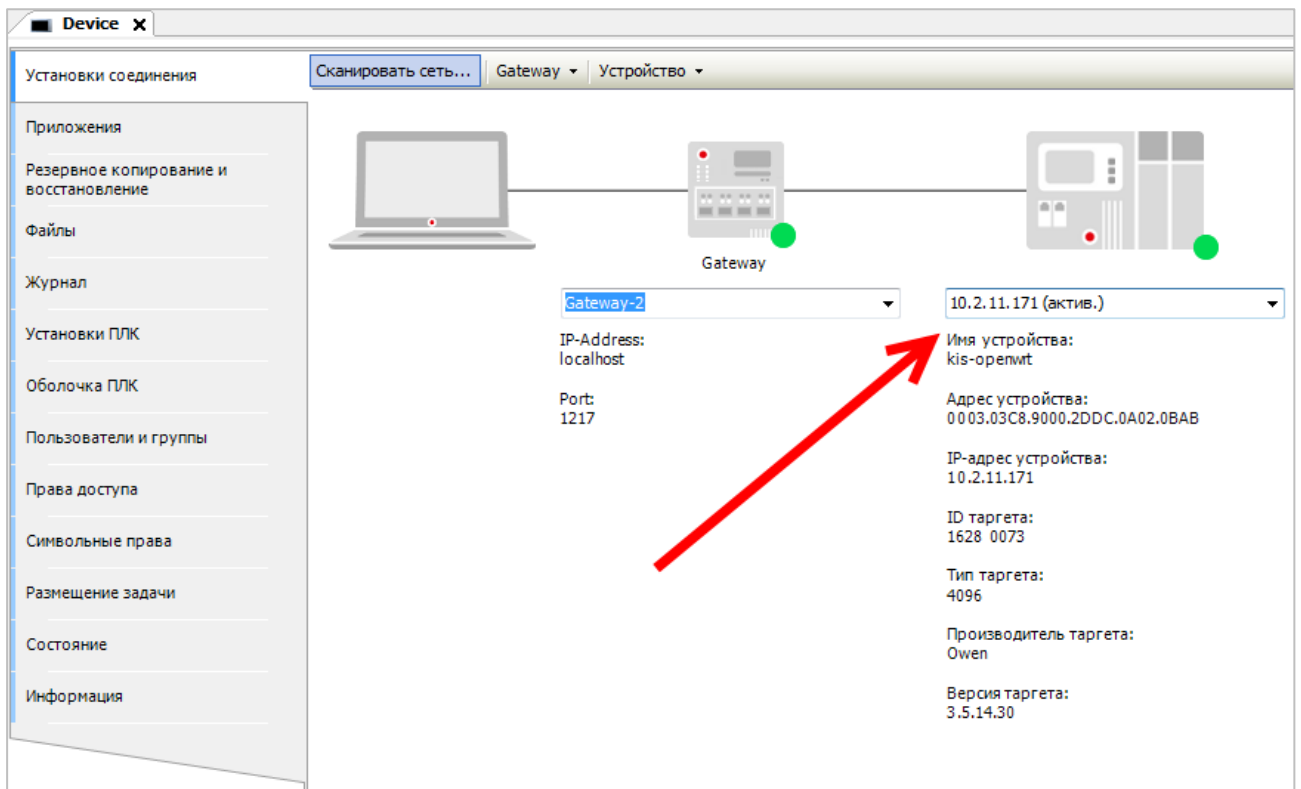 Device
Установки соединения
Приложения
Резервное копирование и
восстановление
Файлы
Журнал
Установки ПЛК
Оболочка ПЛК
Пользователи и группы
Права доступа
Символьные права
Размещение задачи
Состояние
Информация
Сканировать сеть...
Gateway
Устройство
Gateway
Gateway-2
IP-Address:
localhost
Port:
1217
10.2.11.171 (актив.)
Имя устройства:
kis-openwrt
Адрес устройства:
0003.03C8.9000.2DDC.0A02.0BAB
IP-адрес устройства:
10.2.11.171
ID таргета:
1628 0073
Тип таргета:
4096
Производитель таргета:
Owen
Версия таргета:
3.5.14.30